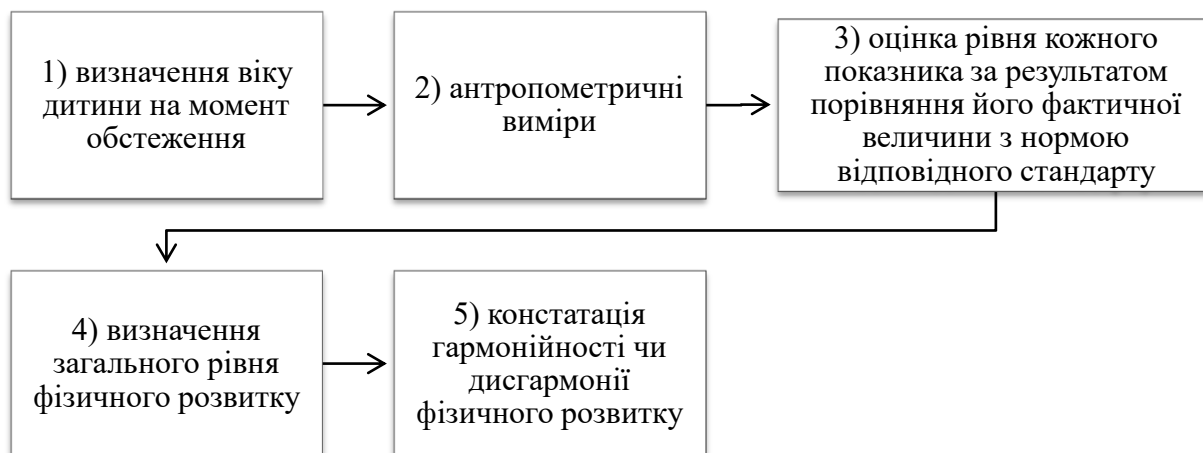 1) визначення віку
дитини на момент
обстеження
2) антропометричні
виміри
3) оцінка рівня кожного
показника за результатом
порівняння його фактичної
величини з нормою
відповідного стандарту
4) визначення
загального рівня
фізичного розвитку
5) констатація
гармонійності чи
дисгармонії
фізичного розвитку